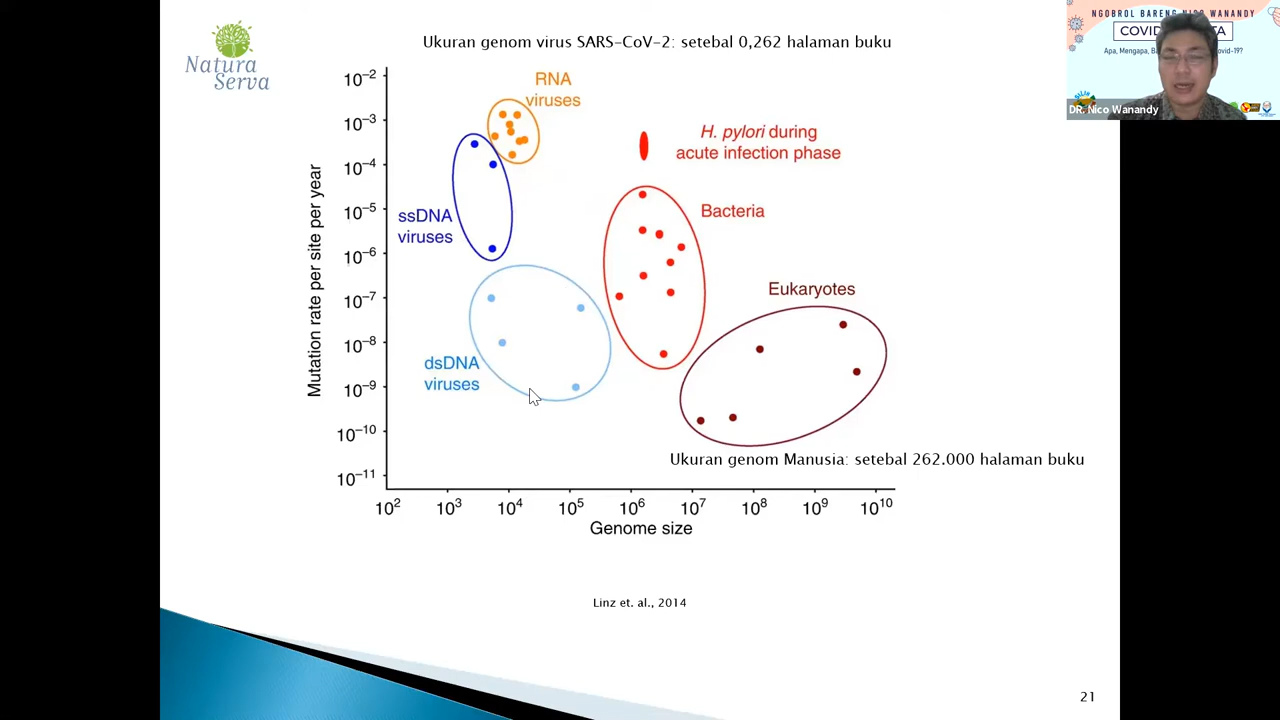 Natura
Serva
Ukuran genom virus SARS-CoV-2: setebal 0,262 halaman buku
NGOBROL BARENG NICO WANANDY
COVID
TA
Apa, Mengapa, Ba
ovid-19?
DR. Nico Wanandy
Mutation rate per site per year
10−2
10−3
10−4
10−5
10−6
10−7
10−8
10−9
10−10
10−11
RNA
viruses
H. pylori during
acute infection phase
ssDNA
viruses
Bacteria
dsDNA
viruses
Eukaryotes
Ukuran genom Manusia: setebal 262.000 halaman buku
102 103 104 105 106 107 108 109 1010
Genome size
Linz et. al., 2014
21